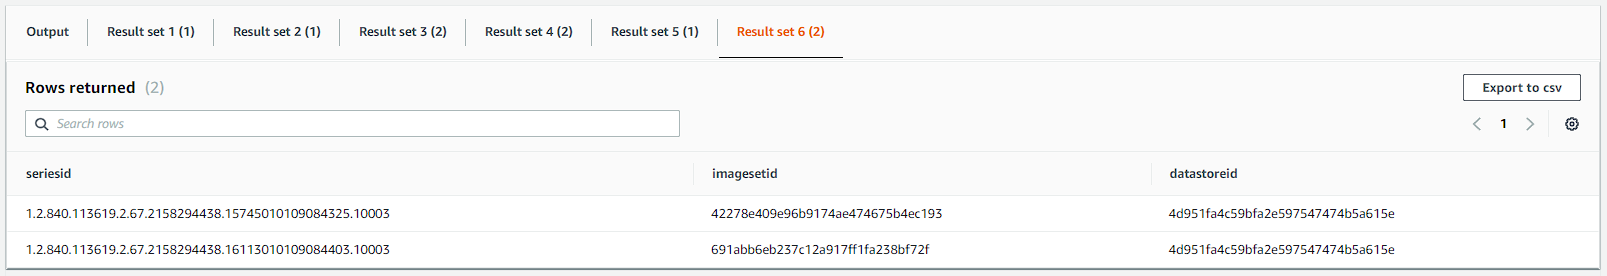 Output Result set 1 (1) Result set 2 (1) Result set 3 (2) Result set 4 (2) Result set 5 (1) Result set 6 (2)
Rows returned (2) Export to csv
Search rows 1
seriesid imagesetid datastoreid
1.2.840.113619.2.67.2158294438.15745010109084325.10003 42278e409e96b9174ae474675b4ec193 4d951fa4c59bfa2e597547474b5a615e
1.2.840.113619.2.67.2158294438.16113010109084403.10003 691abb6eb237c12a917ff1fa238bf72f 4d951fa4c59bfa2e597547474b5a615e